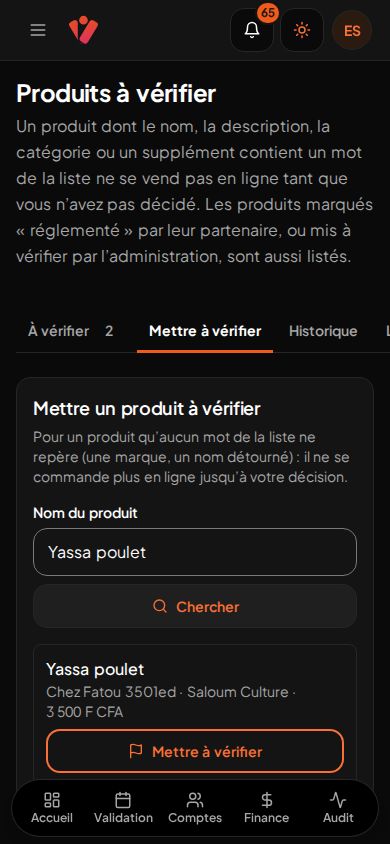 65
ES
Produits à vérifier
Un produit dont le nom, la description, la
catégorie ou un supplément contient un mot
de la liste ne se vend pas en ligne tant que
vous n’avez pas décidé. Les produits marqués
« réglementé » par leur partenaire, ou mis à
vérifier par l’administration, sont aussi listés.
À vérifier 2 Mettre à vérifier Historique
Mettre un produit à vérifier
Pour un produit qu’aucun mot de la liste ne
repère (une marque, un nom détourné) : il ne se
commande plus en ligne jusqu’à votre décision.
Nom du produit
Yassa poulet
Chercher
Yassa poulet
Chez Fatou 3501ed · Saloum Culture ·
3 500 F CFA
Mettre à vérifier
Accueil Validation Comptes Finance Audit